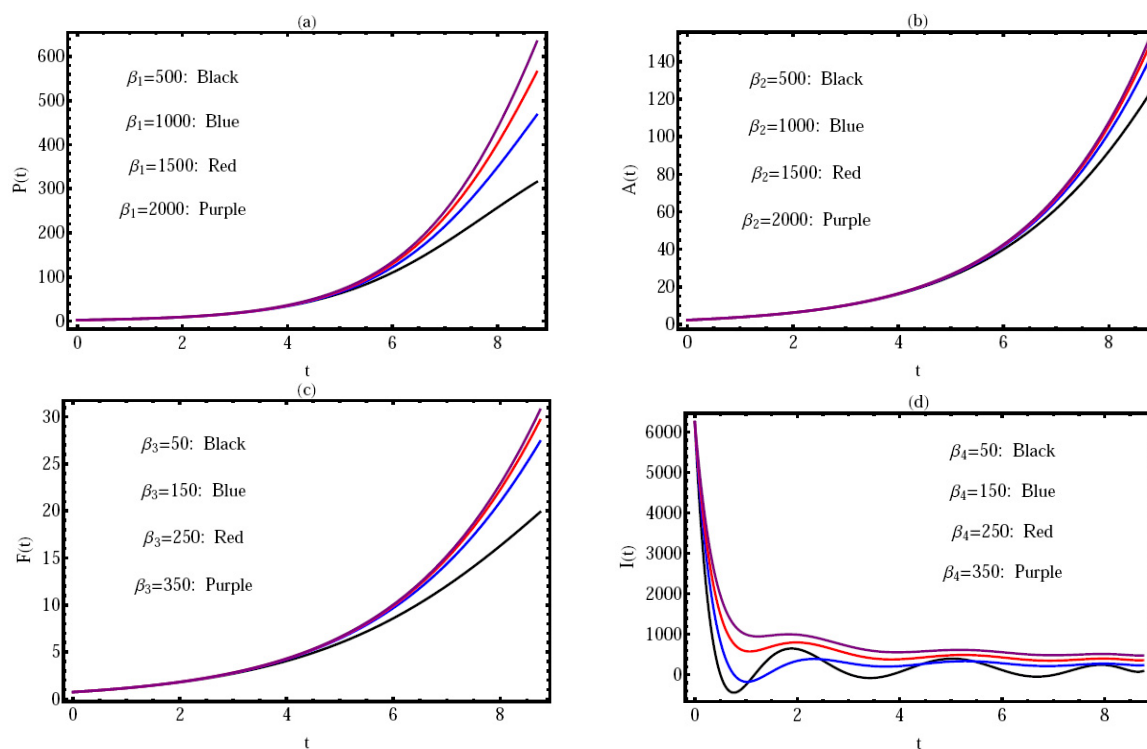 (a)
600
500
400
300
200
100
0
P(t)
β₁=500: Black
β₁=1000: Blue
β₁=1500: Red
β₁=2000: Purple
0 2 4 6 8
t
(b)
140
120
100
80
60
40
20
0
A(t)
β₂=500: Black
β₂=1000: Blue
β₂=1500: Red
β₂=2000: Purple
0 2 4 6 8
t
(c)
30
25
20
15
10
5
0
F(t)
β₃=50: Black
β₃=150: Blue
β₃=250: Red
β₃=350: Purple
0 2 4 6 8
t
(d)
6000
5000
4000
3000
2000
1000
0
I(t)
β₄=50: Black
β₄=150: Blue
β₄=250: Red
β₄=350: Purple
0 2 4 6 8
t